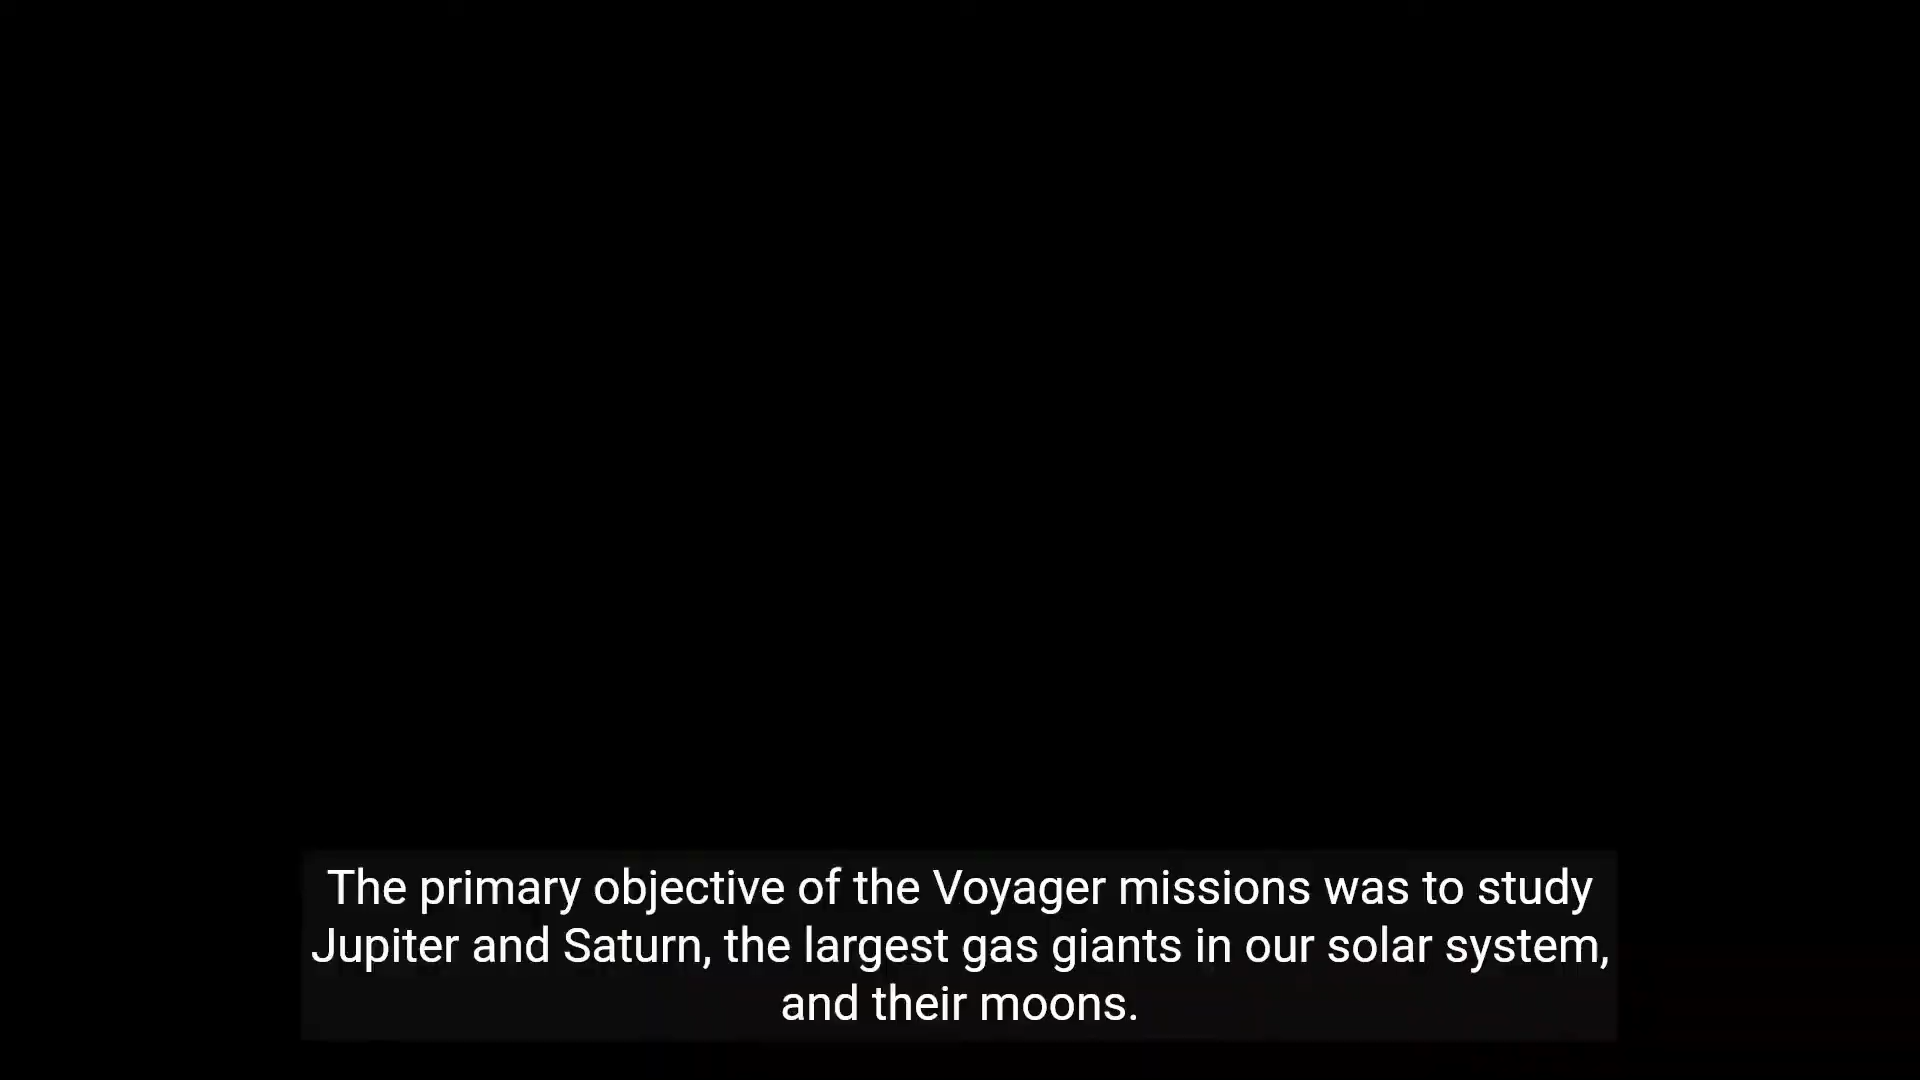 The primary objective of the Voyager missions was to study
Jupiter and Saturn, the largest gas giants in our solar system,
and their moons.